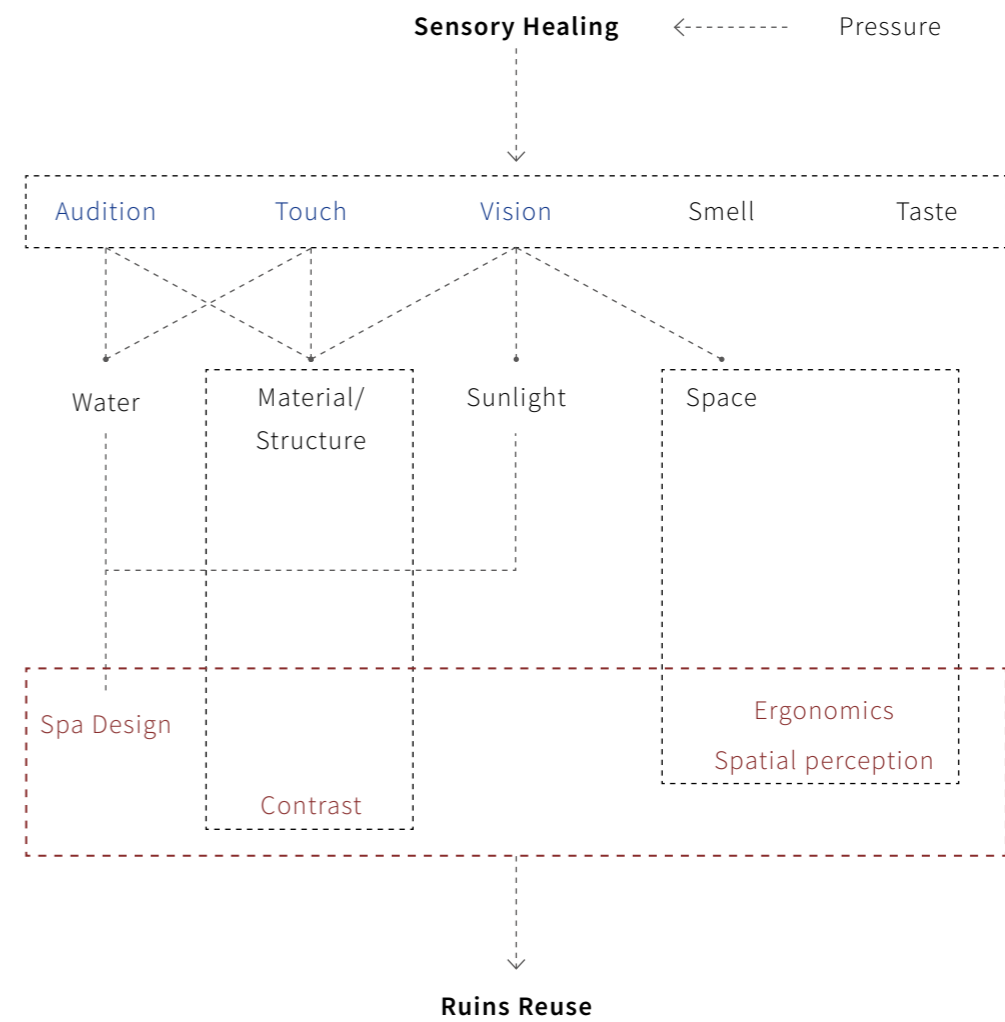 Sensory Healing
Pressure
Audition
Touch
Vision
Smell
Taste
Water
Material/
Structure
Sunlight
Space
Spa Design
Contrast
Ergonomics
Spatial perception
Ruins Reuse